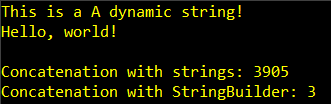 This is a A dynamic string!
Hello, world!
Concatenation with strings: 3905
Concatenation with StringBuilder: 3